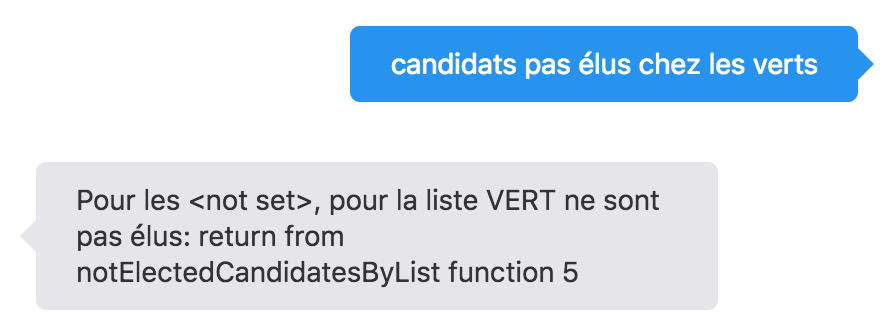 candidats pas élus chez les verts
Pour les <not set>, pour la liste VERT ne sont
pas élus: return from
notElectedCandidatesByList function 5